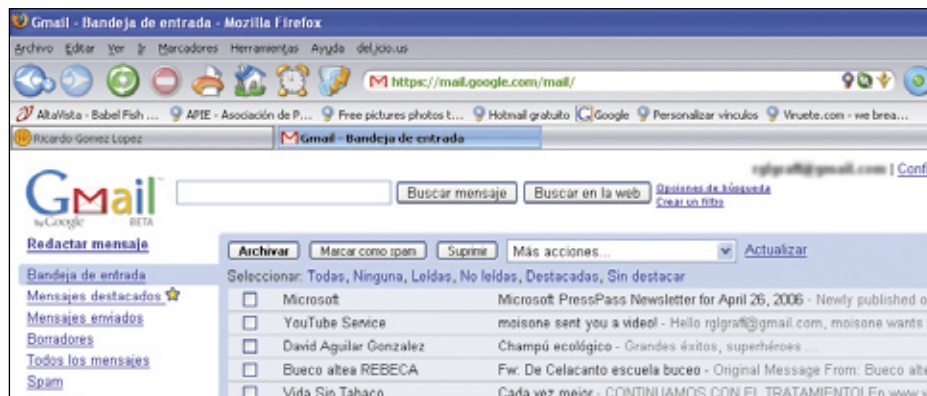 Gmail - Bandeja de entrada - Mozilla Firefox
Archivo Editar Ver Ir Marcadores Herramientas Ayuda del.icio.us
https://mail.google.com/mail/
AltaVista - Babel Fish ... APIE - Asociación de P... Free pictures photos t... Hotmail gratuito Google Personalizar vínculos Viruete.com - we brea...
Ricardo Gomez Lopez Gmail - Bandeja de entrada
rglgraff@gmail.com | Confi
Gmail by Google BETA
Buscar mensaje Buscar en la web Opciones de búsqueda
Crear un filtro
Redactar mensaje
Archivar Marcar como spam Suprimir Más acciones... Actualizar
Seleccionar: Todas, Ninguna, Leídas, No leídas, Destacadas, Sin destacar
Bandeja de entrada
Mensajes destacados
Mensajes enviados
Borradores
Todos los mensajes
Spam
Microsoft Microsoft PressPass Newsletter for April 26, 2006 - Newly published o
YouTube Service moisone sent you a video! - Hello rglgraff@gmail.com, moisone wants
David Aguilar Gonzalez Champú ecológico - Grandes éxitos, superhéroes ...
Bueco altea REBECA Fw: De Celacanto escuela buceo - Original Message From: Bueco alte
Vida Sin Tabaco Cada vez mejor - CONTINUAMOS CON EL TRATAMIENTO! En www.v